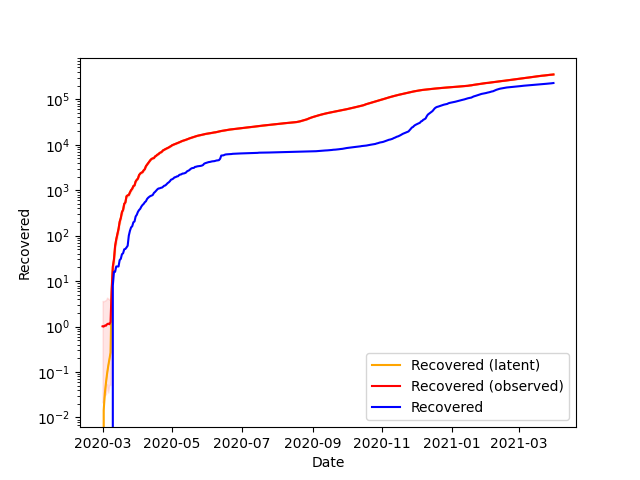 Recovered
10^5
10^4
10^3
10^2
10^1
10^0
10^−1
10^−2
Recovered (latent)
Recovered (observed)
Recovered
2020-03 2020-05 2020-07 2020-09 2020-11 2021-01 2021-03
Date